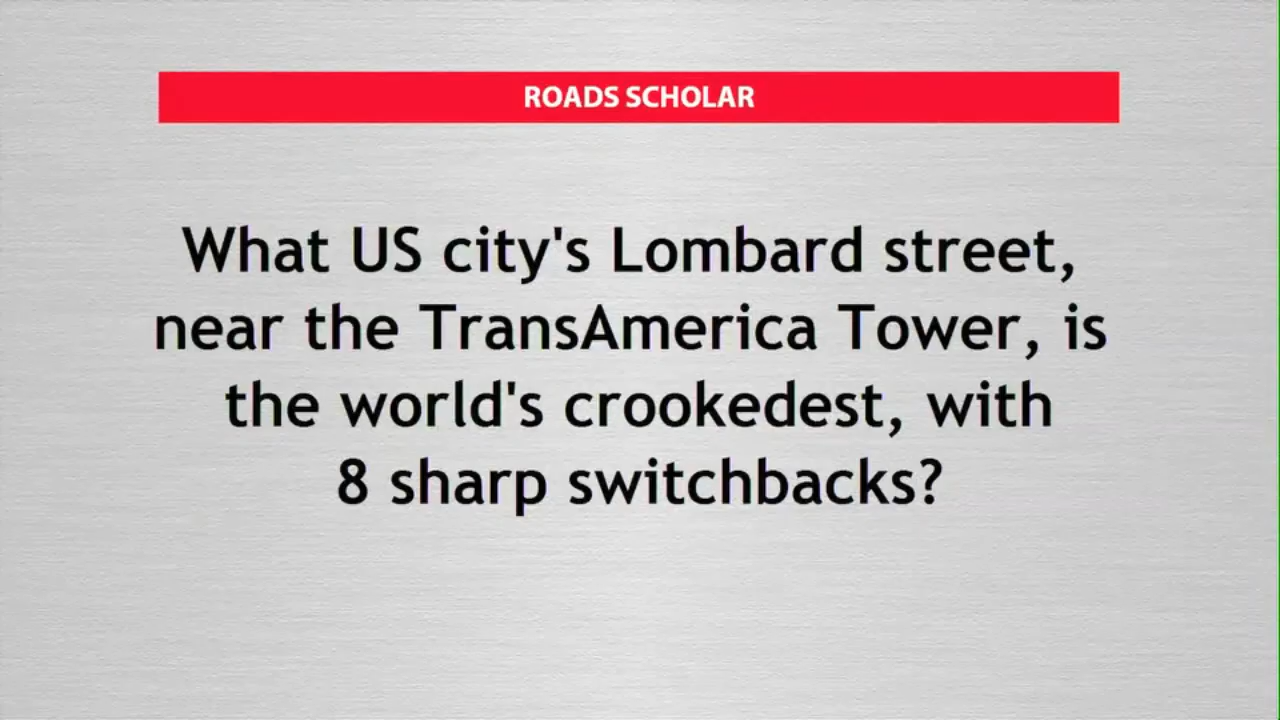 ROADS SCHOLAR
What US city's Lombard street,
near the TransAmerica Tower, is
the world's crookedest, with
8 sharp switchbacks?